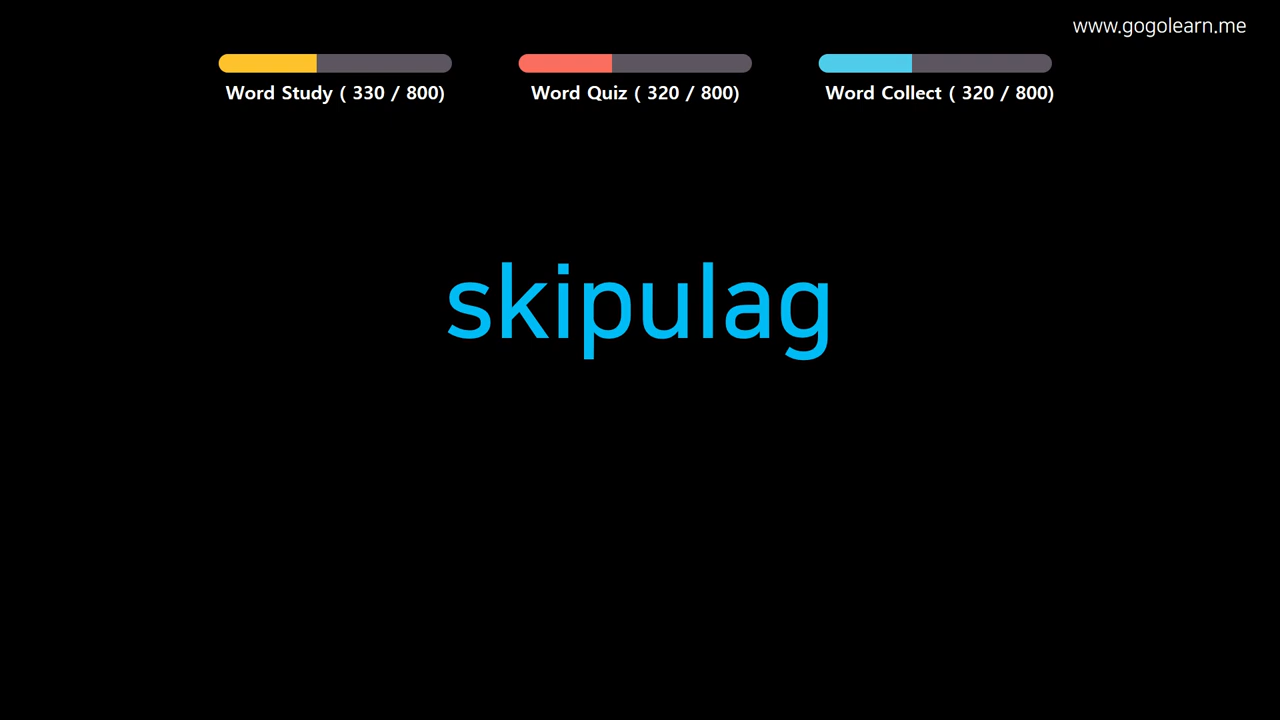 www.gogolearn.me
Word Study ( 330 / 800)
Word Quiz ( 320 / 800)
Word Collect ( 320 / 800)
skipulag